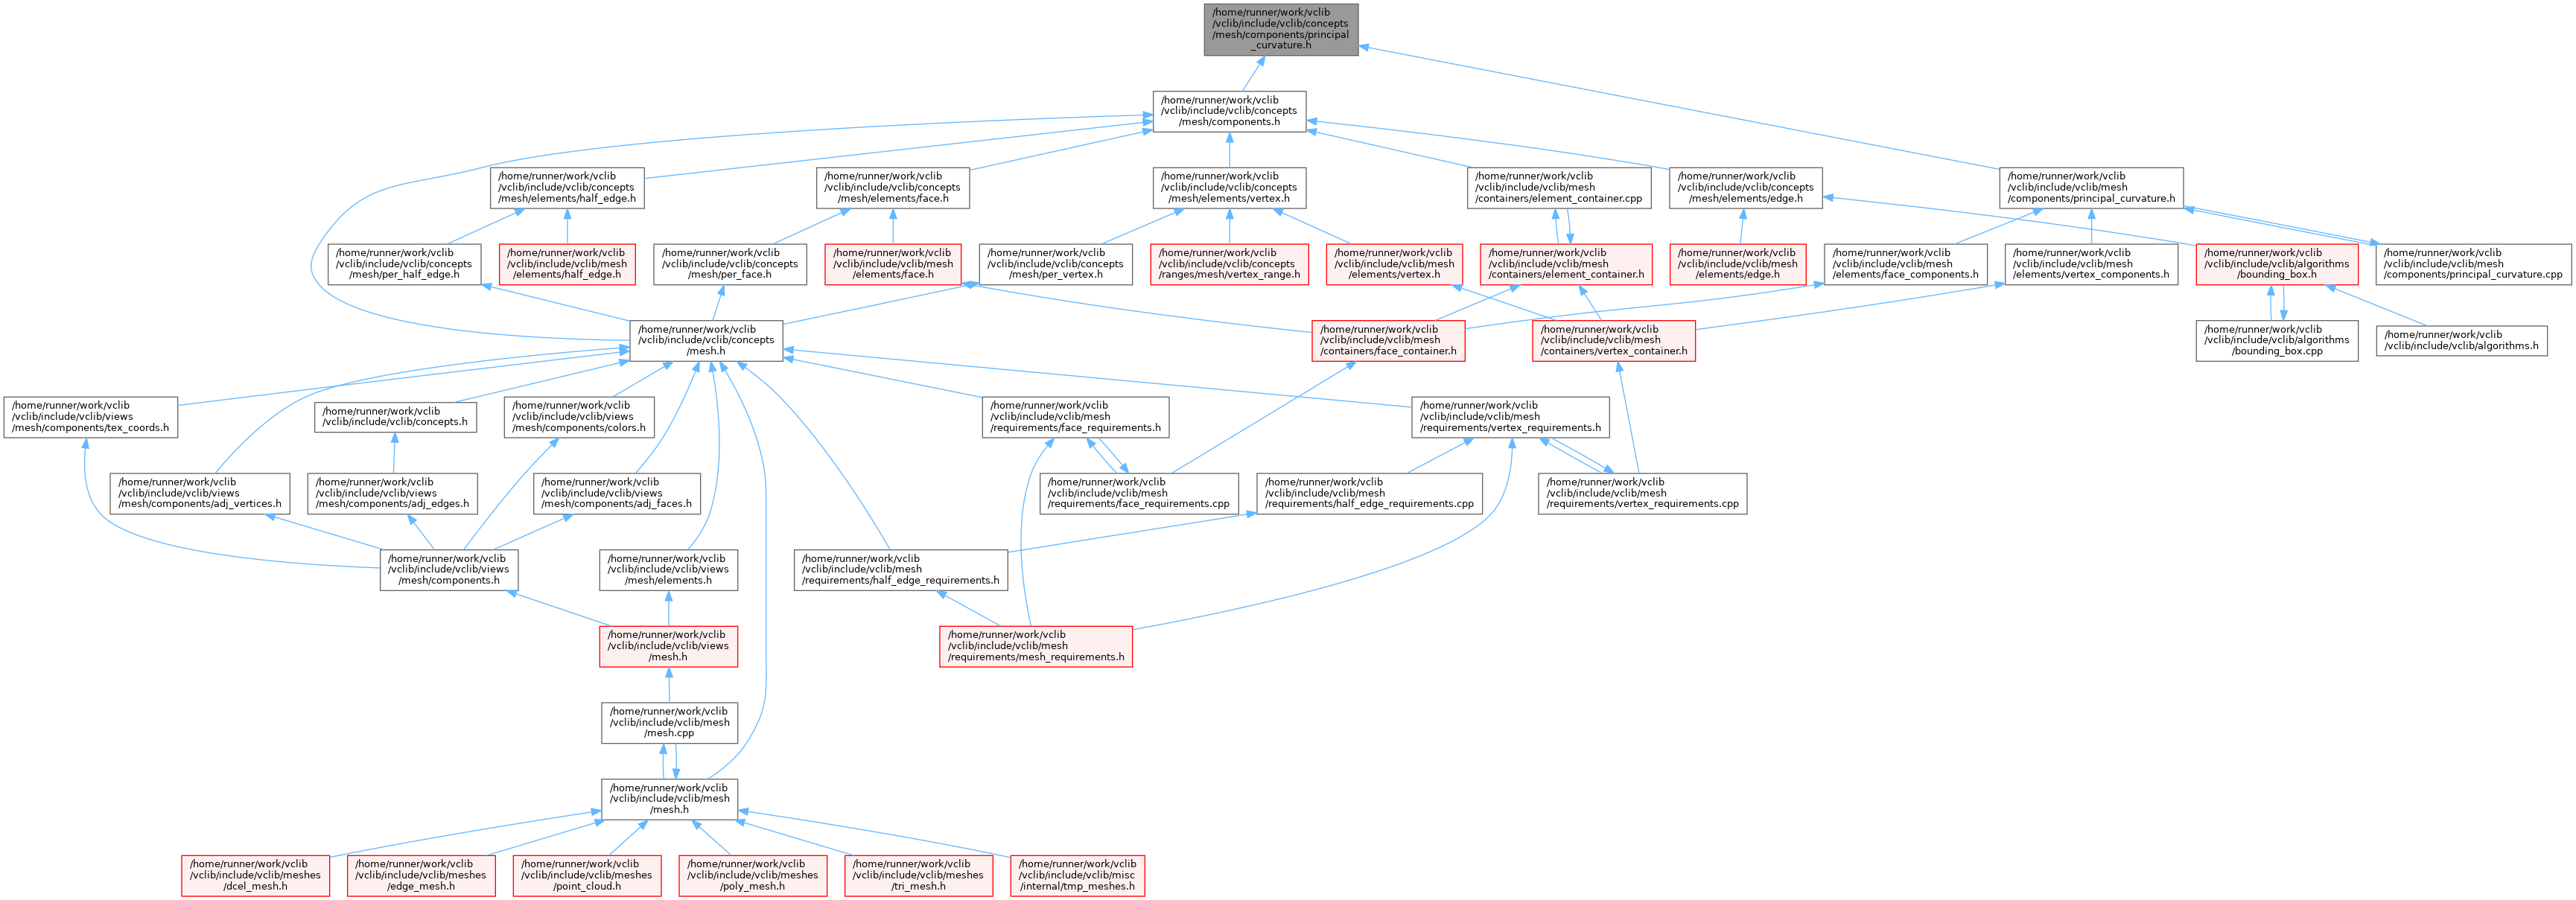 /home/runner/work/vclib
/vclib/include/vclib/concepts
/mesh/components/principal
_curvature.h
/home/runner/work/vclib
/vclib/include/vclib/concepts
/mesh/components.h
/home/runner/work/vclib
/vclib/include/vclib/concepts
/mesh/elements/half_edge.h
/home/runner/work/vclib
/vclib/include/vclib/concepts
/mesh/elements/face.h
/home/runner/work/vclib
/vclib/include/vclib/concepts
/mesh/elements/vertex.h
/home/runner/work/vclib
/vclib/include/vclib/mesh
/containers/element_container.cpp
/home/runner/work/vclib
/vclib/include/vclib/concepts
/mesh/elements/edge.h
/home/runner/work/vclib
/vclib/include/vclib/mesh
/components/principal_curvature.h
/home/runner/work/vclib
/vclib/include/vclib/concepts
/mesh/per_half_edge.h
/home/runner/work/vclib
/vclib/include/vclib/mesh
/elements/half_edge.h
/home/runner/work/vclib
/vclib/include/vclib/concepts
/mesh/per_face.h
/home/runner/work/vclib
/vclib/include/vclib/mesh
/elements/face.h
/home/runner/work/vclib
/vclib/include/vclib/concepts
/mesh/per_vertex.h
/home/runner/work/vclib
/vclib/include/vclib/concepts
/ranges/mesh/vertex_range.h
/home/runner/work/vclib
/vclib/include/vclib/mesh
/elements/vertex.h
/home/runner/work/vclib
/vclib/include/vclib/mesh
/containers/element_container.h
/home/runner/work/vclib
/vclib/include/vclib/mesh
/elements/edge.h
/home/runner/work/vclib
/vclib/include/vclib/mesh
/elements/face_components.h
/home/runner/work/vclib
/vclib/include/vclib/mesh
/elements/vertex_components.h
/home/runner/work/vclib
/vclib/include/vclib/algorithms
/bounding_box.h
/home/runner/work/vclib
/vclib/include/vclib/mesh
/components/principal_curvature.cpp
/home/runner/work/vclib
/vclib/include/vclib/concepts
/mesh.h
/home/runner/work/vclib
/vclib/include/vclib/mesh
/containers/face_container.h
/home/runner/work/vclib
/vclib/include/vclib/mesh
/containers/vertex_container.h
/home/runner/work/vclib
/vclib/include/vclib/algorithms
/bounding_box.cpp
/home/runner/work/vclib
/vclib/include/vclib/algorithms.h
/home/runner/work/vclib
/vclib/include/vclib/views
/mesh/components/tex_coords.h
/home/runner/work/vclib
/vclib/include/vclib/concepts.h
/home/runner/work/vclib
/vclib/include/vclib/views
/mesh/components/colors.h
/home/runner/work/vclib
/vclib/include/vclib/mesh
/requirements/face_requirements.h
/home/runner/work/vclib
/vclib/include/vclib/mesh
/requirements/vertex_requirements.h
/home/runner/work/vclib
/vclib/include/vclib/views
/mesh/components/adj_vertices.h
/home/runner/work/vclib
/vclib/include/vclib/views
/mesh/components/adj_edges.h
/home/runner/work/vclib
/vclib/include/vclib/views
/mesh/components/adj_faces.h
/home/runner/work/vclib
/vclib/include/vclib/mesh
/requirements/face_requirements.cpp
/home/runner/work/vclib
/vclib/include/vclib/mesh
/requirements/half_edge_requirements.cpp
/home/runner/work/vclib
/vclib/include/vclib/mesh
/requirements/vertex_requirements.cpp
/home/runner/work/vclib
/vclib/include/vclib/views
/mesh/components.h
/home/runner/work/vclib
/vclib/include/vclib/views
/mesh/elements.h
/home/runner/work/vclib
/vclib/include/vclib/mesh
/requirements/half_edge_requirements.h
/home/runner/work/vclib
/vclib/include/vclib/views
/mesh.h
/home/runner/work/vclib
/vclib/include/vclib/mesh
/requirements/mesh_requirements.h
/home/runner/work/vclib
/vclib/include/vclib/mesh
/mesh.cpp
/home/runner/work/vclib
/vclib/include/vclib/mesh
/mesh.h
/home/runner/work/vclib
/vclib/include/vclib/meshes
/dcel_mesh.h
/home/runner/work/vclib
/vclib/include/vclib/meshes
/edge_mesh.h
/home/runner/work/vclib
/vclib/include/vclib/meshes
/point_cloud.h
/home/runner/work/vclib
/vclib/include/vclib/meshes
/poly_mesh.h
/home/runner/work/vclib
/vclib/include/vclib/meshes
/tri_mesh.h
/home/runner/work/vclib
/vclib/include/vclib/misc
/internal/tmp_meshes.h